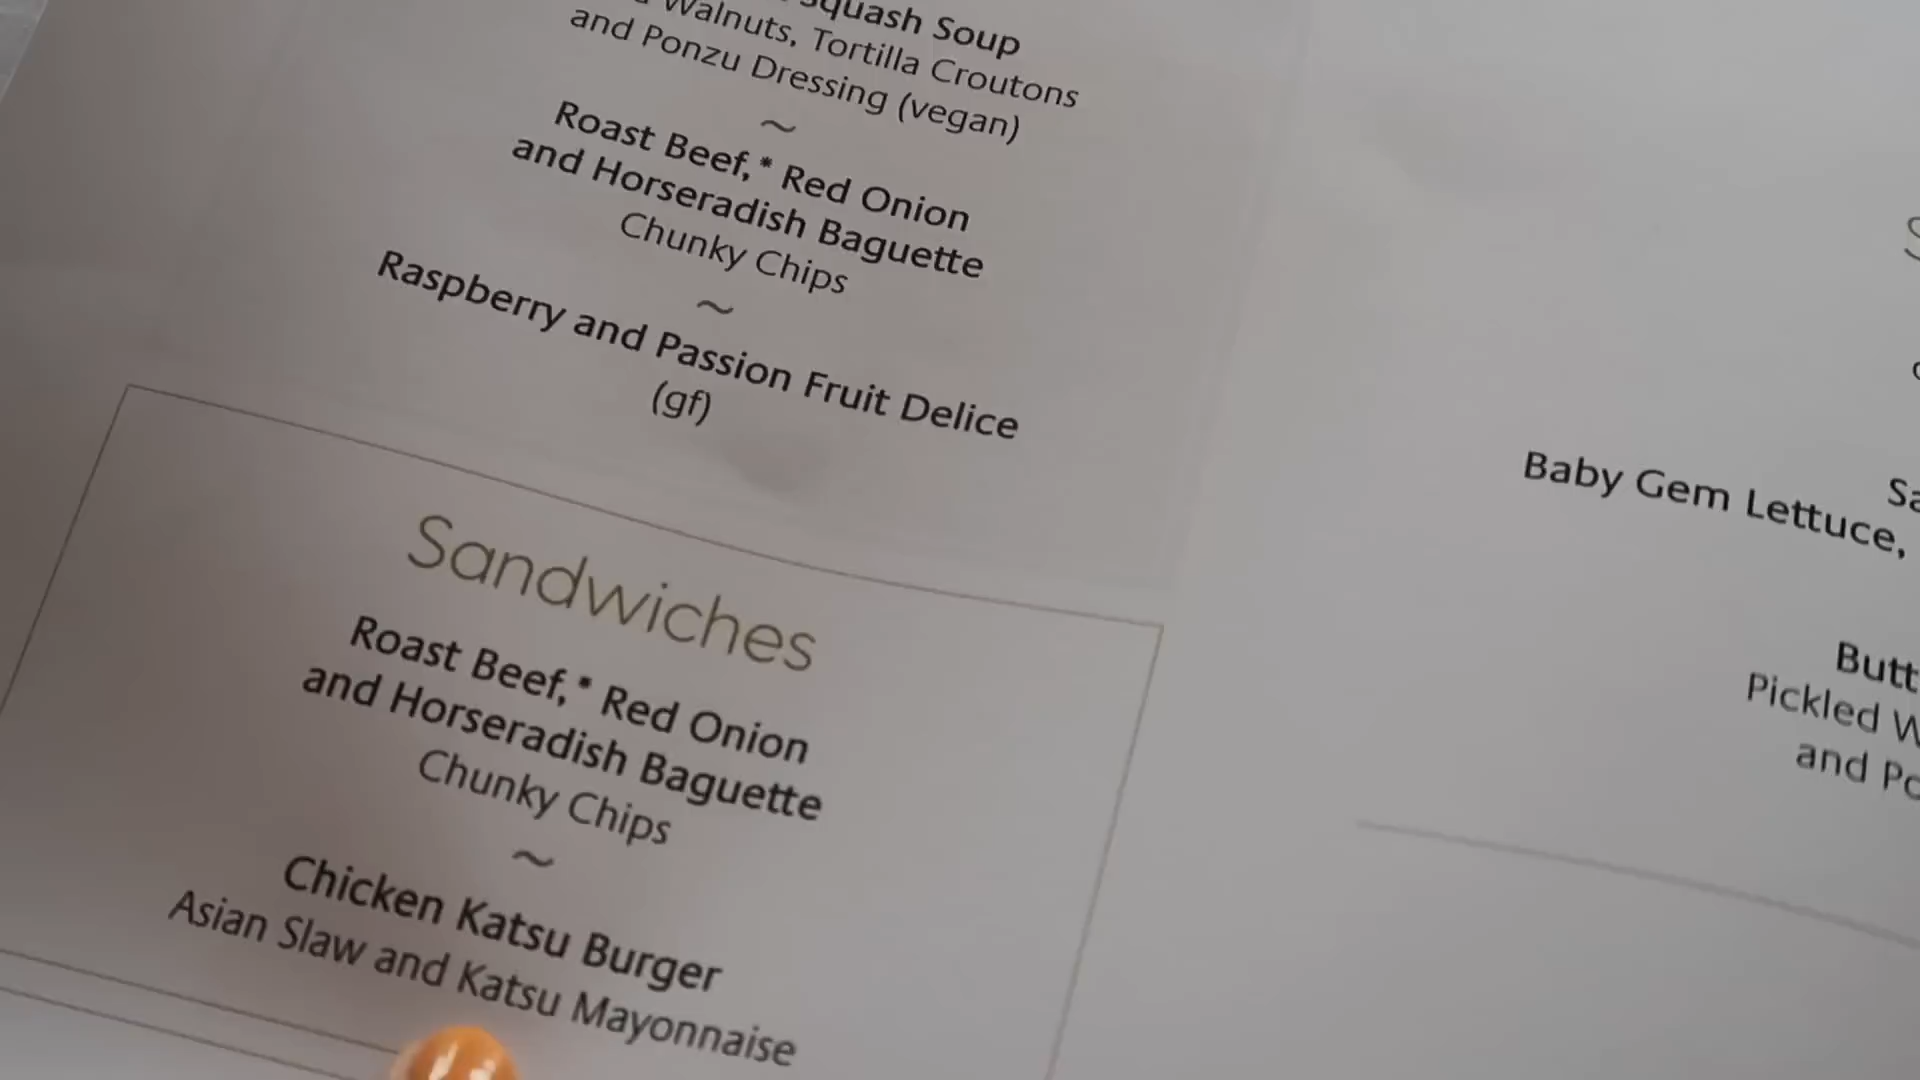 Squash Soup
Walnuts, Tortilla Croutons
and Ponzu Dressing (vegan)
~
Roast Beef,* Red Onion
and Horseradish Baguette
Chunky Chips
~
Raspberry and Passion Fruit Delice
(gf)
Sandwiches
Roast Beef,* Red Onion
and Horseradish Baguette
Chunky Chips
~
Chicken Katsu Burger
Asian Slaw and Katsu Mayonnaise
Baby Gem Lettuce,
Pickled
and